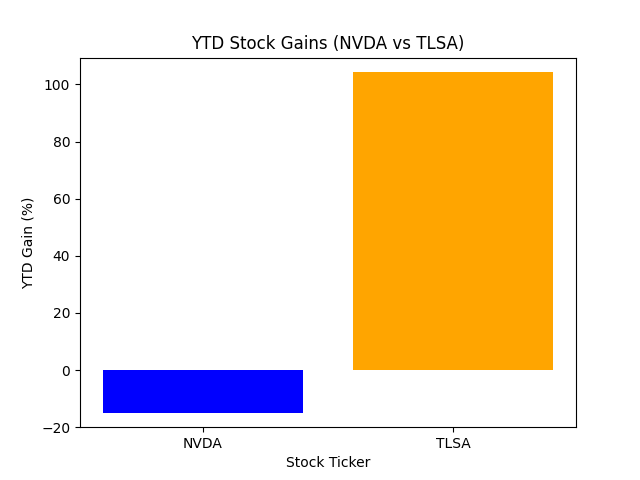 YTD Stock Gains (NVDA vs TLSA)
100
80
60
40
20
0
−20
YTD Gain (%)
NVDA
TLSA
Stock Ticker